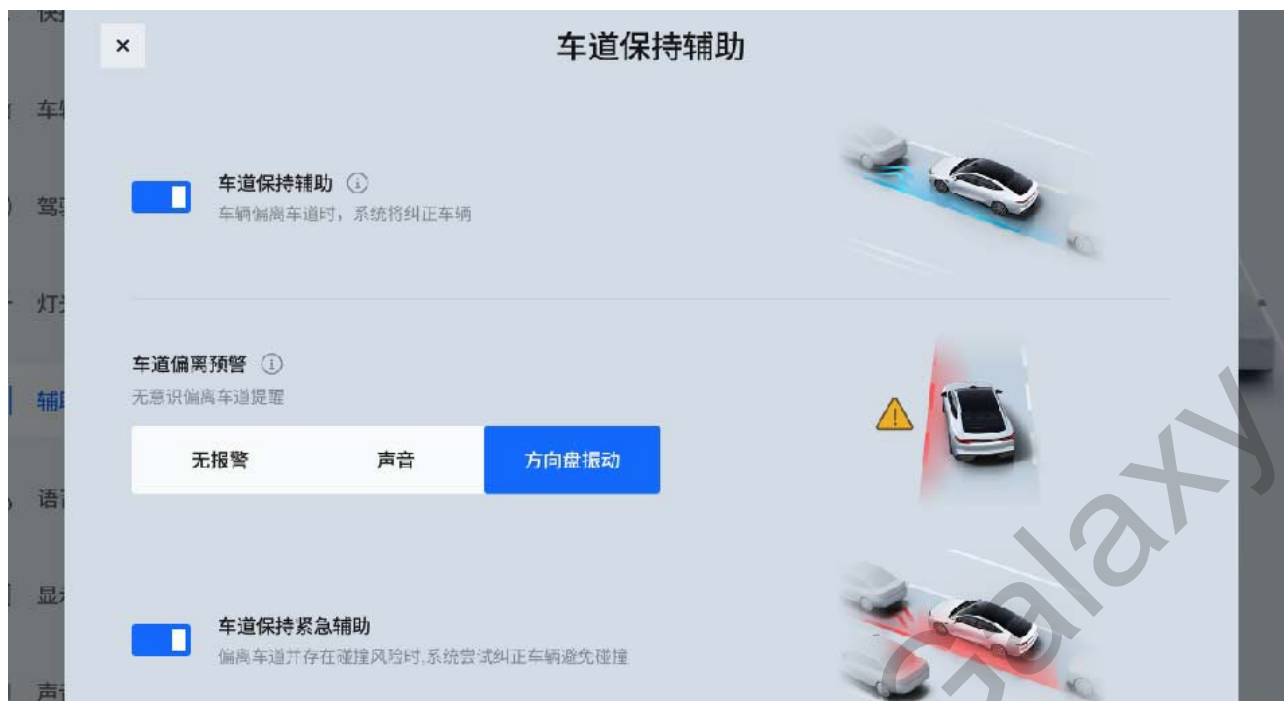 车道保持辅助
车道保持辅助
车辆偏离车道时，系统将纠正车辆
车道偏离预警
无意识偏离车道提醒
无报警 声音 方向盘振动
车道保持紧急辅助
偏离车道并存在碰撞风险时,系统尝试纠正车辆避免碰撞
灯
语
声
Galaxy